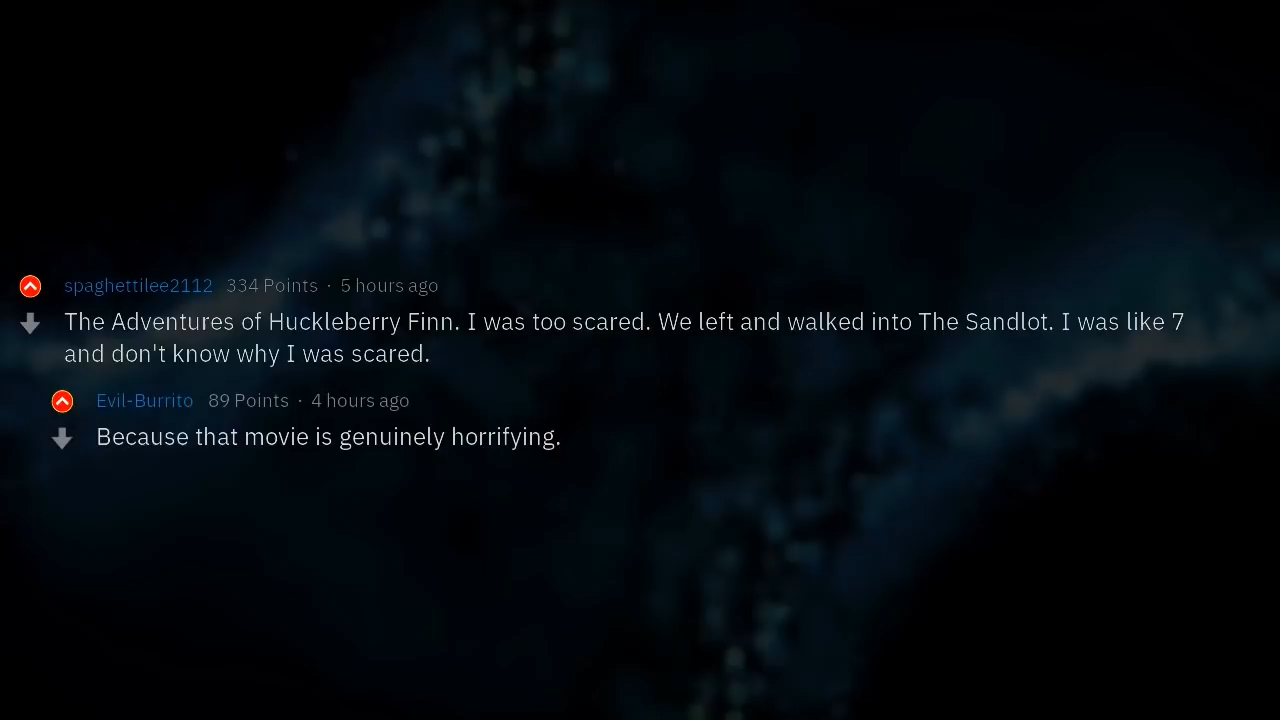 spaghettilee2112 334 Points · 5 hours ago
The Adventures of Huckleberry Finn. I was too scared. We left and walked into The Sandlot. I was like 7
and don't know why I was scared.
Evil-Burrito 89 Points · 4 hours ago
Because that movie is genuinely horrifying.